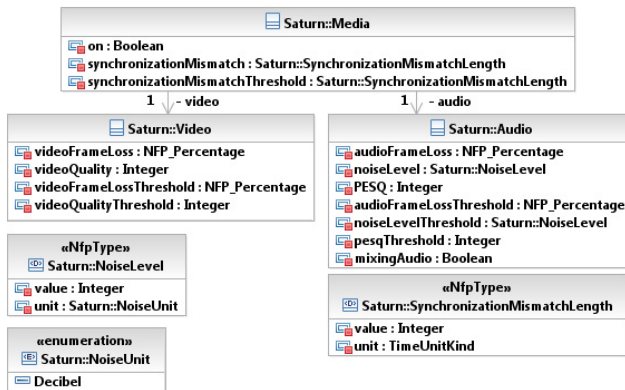 Saturn::Media
on : Boolean
synchronizationMismatch : Saturn::SynchronizationMismatchLength
synchronizationMismatchThreshold : Saturn::SynchronizationMismatchLength
1 - video
1 - audio
Saturn::Video
videoFrameLoss : NFP_Percentage
videoQuality : Integer
videoFrameLossThreshold : NFP_Percentage
videoQualityThreshold : Integer
Saturn::Audio
audioFrameLoss : NFP_Percentage
noiseLevel : Saturn::NoiseLevel
PESQ : Integer
audioFrameLossThreshold : NFP_Percentage
noiseLevelThreshold : Saturn::NoiseLevel
pesqThreshold : Integer
mixingAudio : Boolean
«NfpType»
<D> Saturn::NoiseLevel
value : Integer
unit : Saturn::NoiseUnit
«NfpType»
<D>
Saturn::SynchronizationMismatchLength
value : Integer
unit : TimeUnitKind
«enumeration»
<E> Saturn::NoiseUnit
Decibel